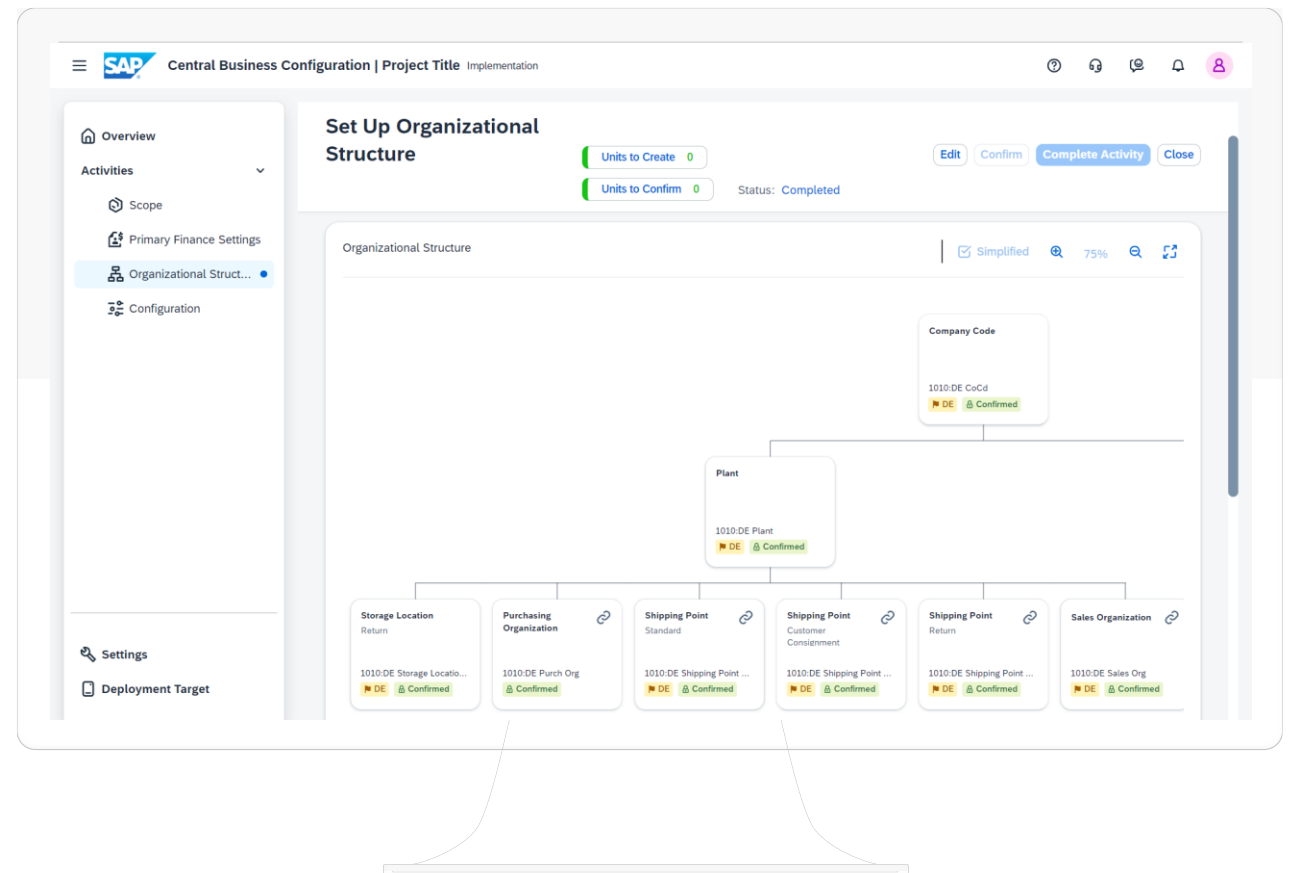 SAP
Central Business Configuration | Project Title Implementation
Overview
Activities
Scope
Primary Finance Settings
Organizational Struct...
Configuration
Settings
Deployment Target
Set Up Organizational
Structure
Units to Create 0
Units to Confirm 0
Status: Completed
Edit
Confirm
Complete Activity
Close
Organizational Structure
Simplified
75%
Company Code
1010:DE CoCd
DE Confirmed
Plant
1010:DE Plant
DE Confirmed
Storage Location
Return
1010:DE Storage Locatio...
DE Confirmed
Purchasing
Organization
1010:DE Purch Org
Confirmed
Shipping Point
Standard
1010:DE Shipping Point ...
DE Confirmed
Shipping Point
Customer
Consignment
1010:DE Shipping Point ...
DE Confirmed
Shipping Point
Return
1010:DE Shipping Point ...
DE Confirmed
Sales Organization
1010:DE Sales Org
DE Confirmed